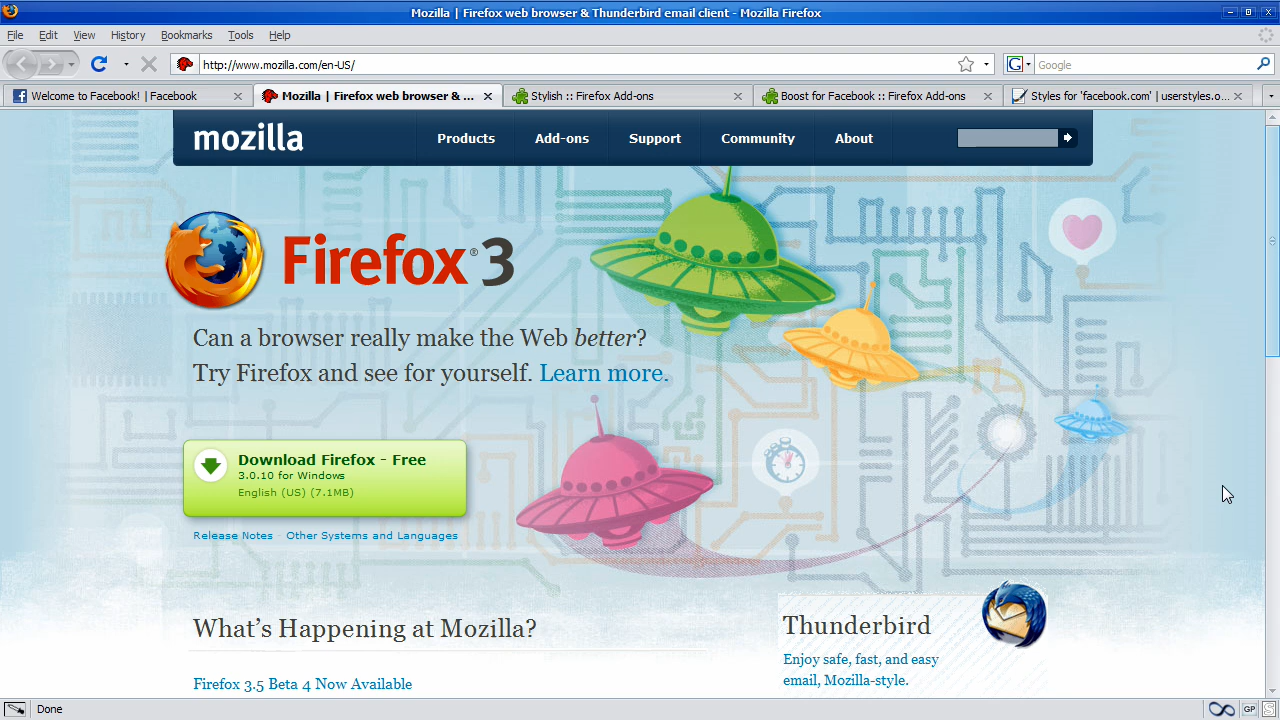 Mozilla | Firefox web browser & Thunderbird email client - Mozilla Firefox
File Edit View History Bookmarks Tools Help
http://www.mozilla.com/en-US/
G Google
Welcome to Facebook! | Facebook
Mozilla | Firefox web browser & ...
Stylish :: Firefox Add-ons
Boost for Facebook :: Firefox Add-ons
Styles for 'facebook.com' | userstyles.o...
mozilla
Products Add-ons Support Community About
Firefox® 3
Can a browser really make the Web better?
Try Firefox and see for yourself. Learn more.
Download Firefox - Free
3.0.10 for Windows
English (US) (7.1MB)
Release Notes · Other Systems and Languages
What's Happening at Mozilla?
Firefox 3.5 Beta 4 Now Available
Thunderbird
Enjoy safe, fast, and easy
email, Mozilla-style.
Done
GP
S